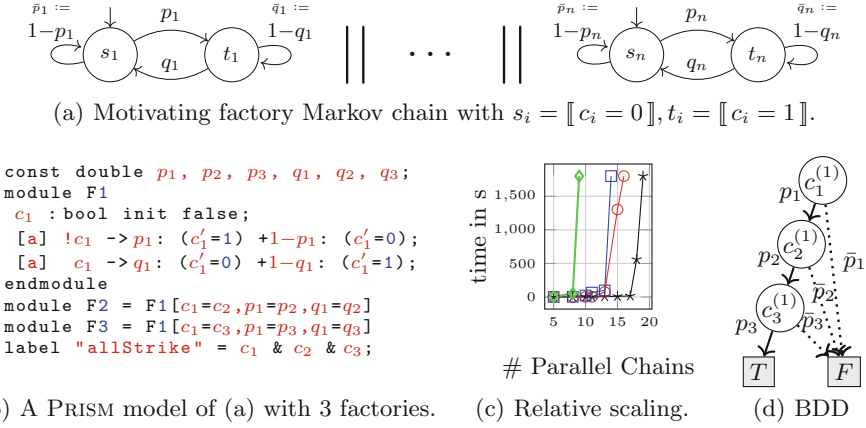 p̄₁ :=
1−p₁
s₁
p₁
q₁
t₁
q̄₁ :=
1−q₁
· · ·
p̄ₙ :=
1−pₙ
sₙ
pₙ
qₙ
tₙ
q̄ₙ :=
1−qₙ
(a) Motivating factory Markov chain with sᵢ = ⟦ cᵢ = 0 ⟧, tᵢ = ⟦ cᵢ = 1 ⟧.
const double p₁, p₂, p₃, q₁, q₂, q₃;
module F1
c₁ : bool init false;
[a] !c₁ -> p₁: (c₁′=1) +1−p₁: (c₁′=0);
[a] c₁ -> q₁: (c₁′=0) +1−q₁: (c₁′=1);
endmodule
module F2 = F1[c₁=c₂,p₁=p₂,q₁=q₂]
module F3 = F1[c₁=c₃,p₁=p₃,q₁=q₃]
label "allStrike" = c₁ & c₂ & c₃;
) A PRISM model of (a) with 3 factories.
time in s
1,500
1,000
500
0
5 10 15 20
# Parallel Chains
(c) Relative scaling.
c₁⁽¹⁾
p₁
p̄₁
c₂⁽¹⁾
p₂
p̄₂
c₃⁽¹⁾
p₃
p̄₃
T
F
(d) BDD